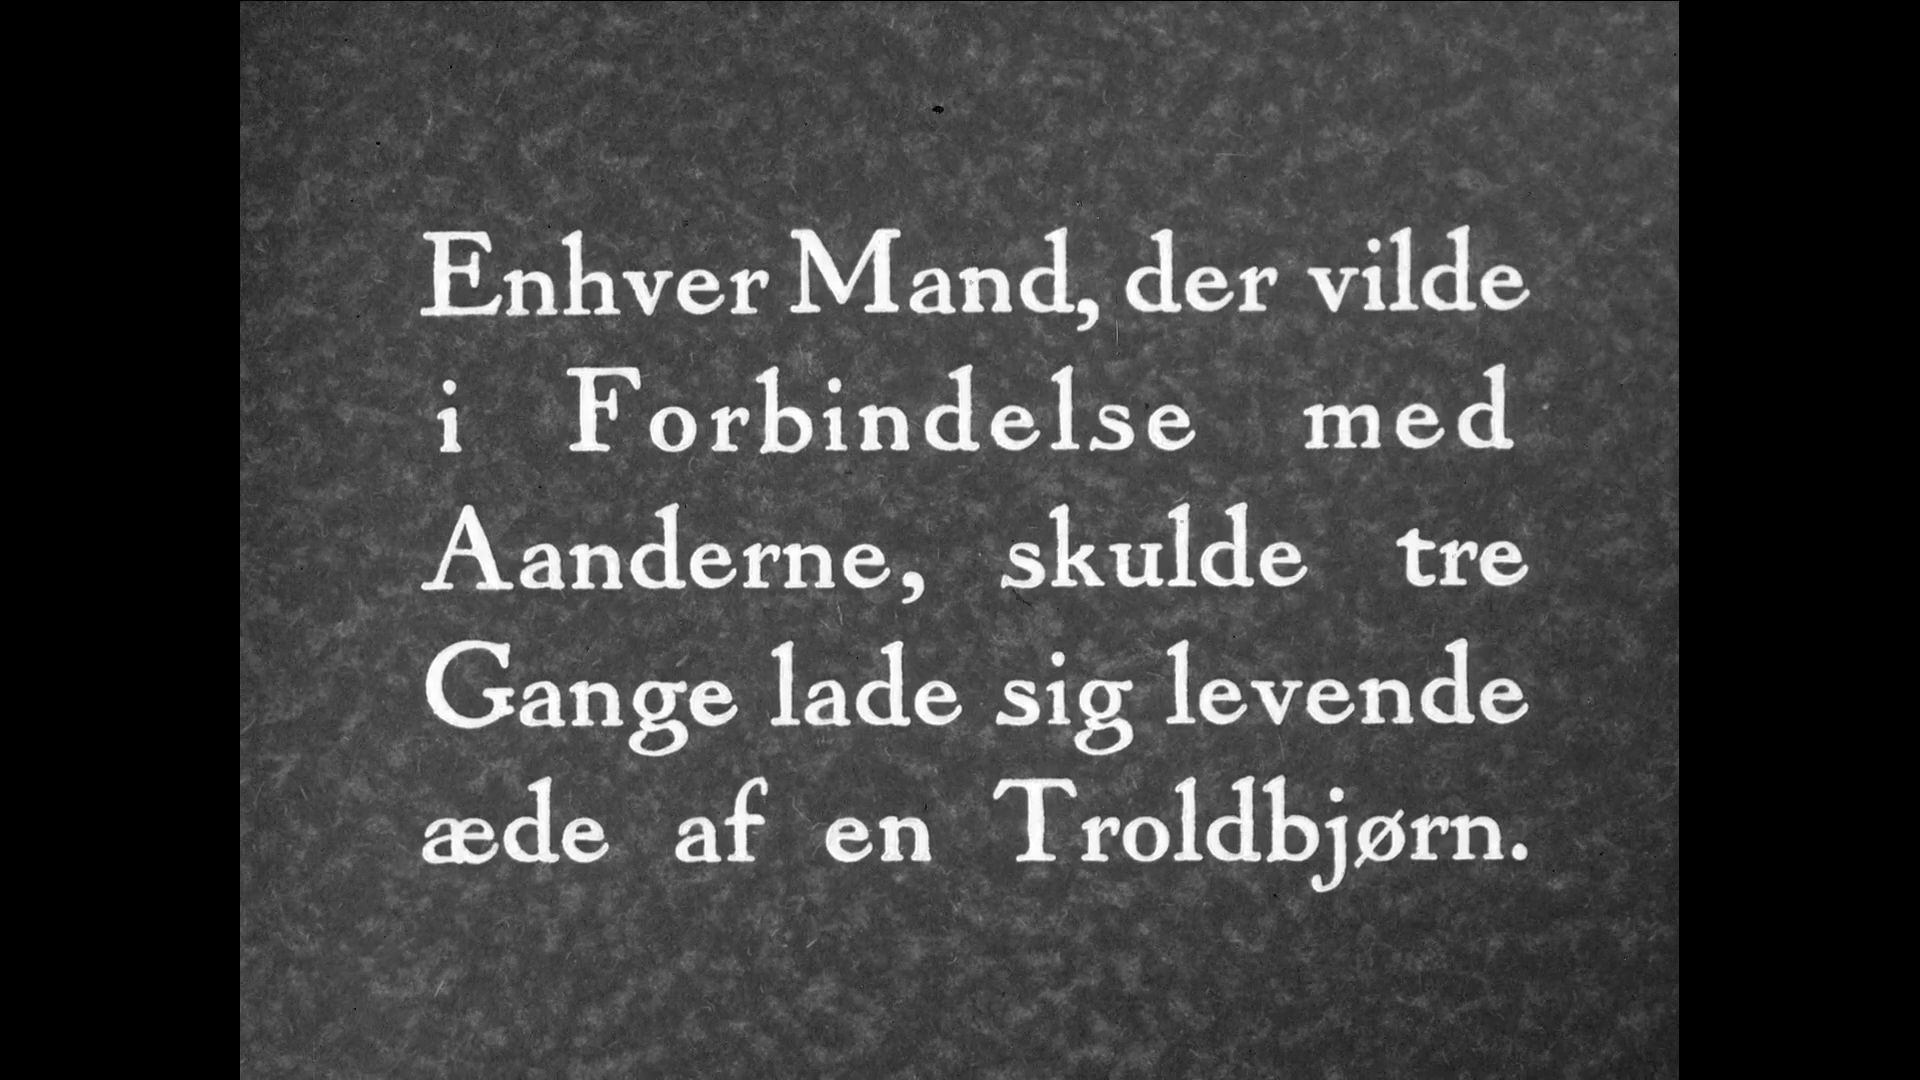 Enhver Mand, der vilde
i Forbindelse med
Aanderne, skulde tre
Gange lade sig levende
æde af en Troldbjørn.